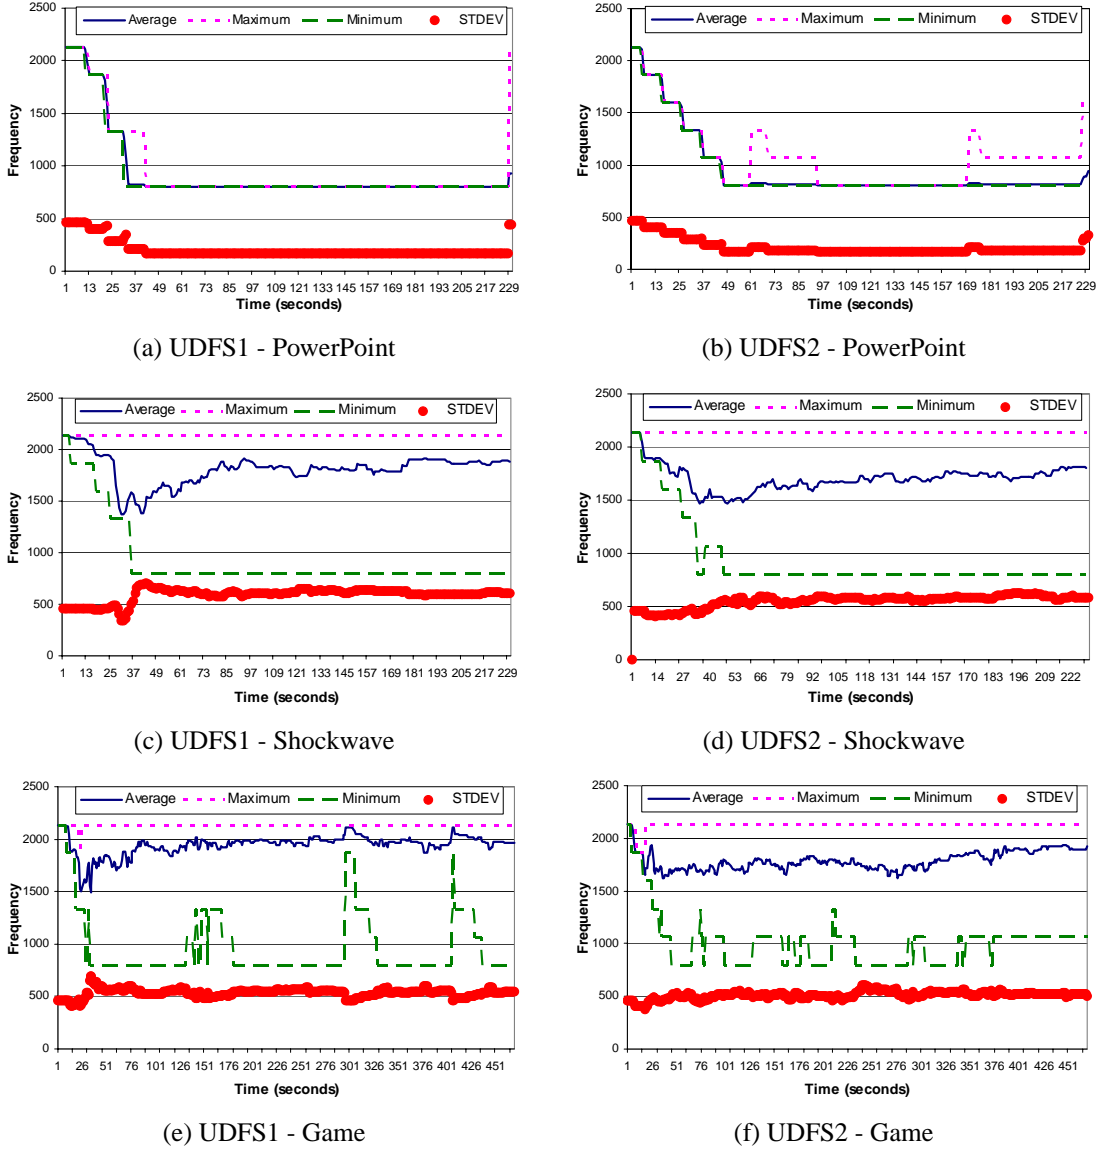 2500
Average Maximum Minimum STDEV
2000
1500
1000
500
0
Frequency
1 13 25 37 49 61 73 85 97 109 121 133 145 157 169 181 193 205 217 229
Time (seconds)
(a) UDFS1 - PowerPoint
2500
Average Maximum Minimum STDEV
2000
1500
1000
500
0
Frequency
1 13 25 37 49 61 73 85 97 109 121 133 145 157 169 181 193 205 217 229
Time (seconds)
(b) UDFS2 - PowerPoint
2500
Average Maximum Minimum STDEV
2000
1500
1000
500
0
Frequency
1 13 25 37 49 61 73 85 97 109 121 133 145 157 169 181 193 205 217 229
Time (seconds)
(c) UDFS1 - Shockwave
2500
Average Maximum Minimum STDEV
2000
1500
1000
500
0
Frequency
1 14 27 40 53 66 79 92 105 118 131 144 157 170 183 196 209 222
Time (seconds)
(d) UDFS2 - Shockwave
2500
Average Maximum Minimum STDEV
2000
1500
1000
500
0
Frequency
1 26 51 76 101 126 151 176 201 226 251 276 301 326 351 376 401 426 451
Time (seconds)
(e) UDFS1 - Game
2500
Average Maximum Minimum STDEV
2000
1500
1000
500
0
Frequency
1 26 51 76 101 126 151 176 201 226 251 276 301 326 351 376 401 426 451
Time (seconds)
(f) UDFS2 - Game